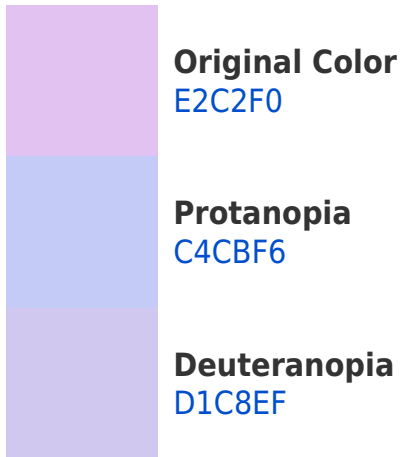 Original Color
E2C2F0
Protanopia
C4CBF6
Deuteranopia
D1C8EF